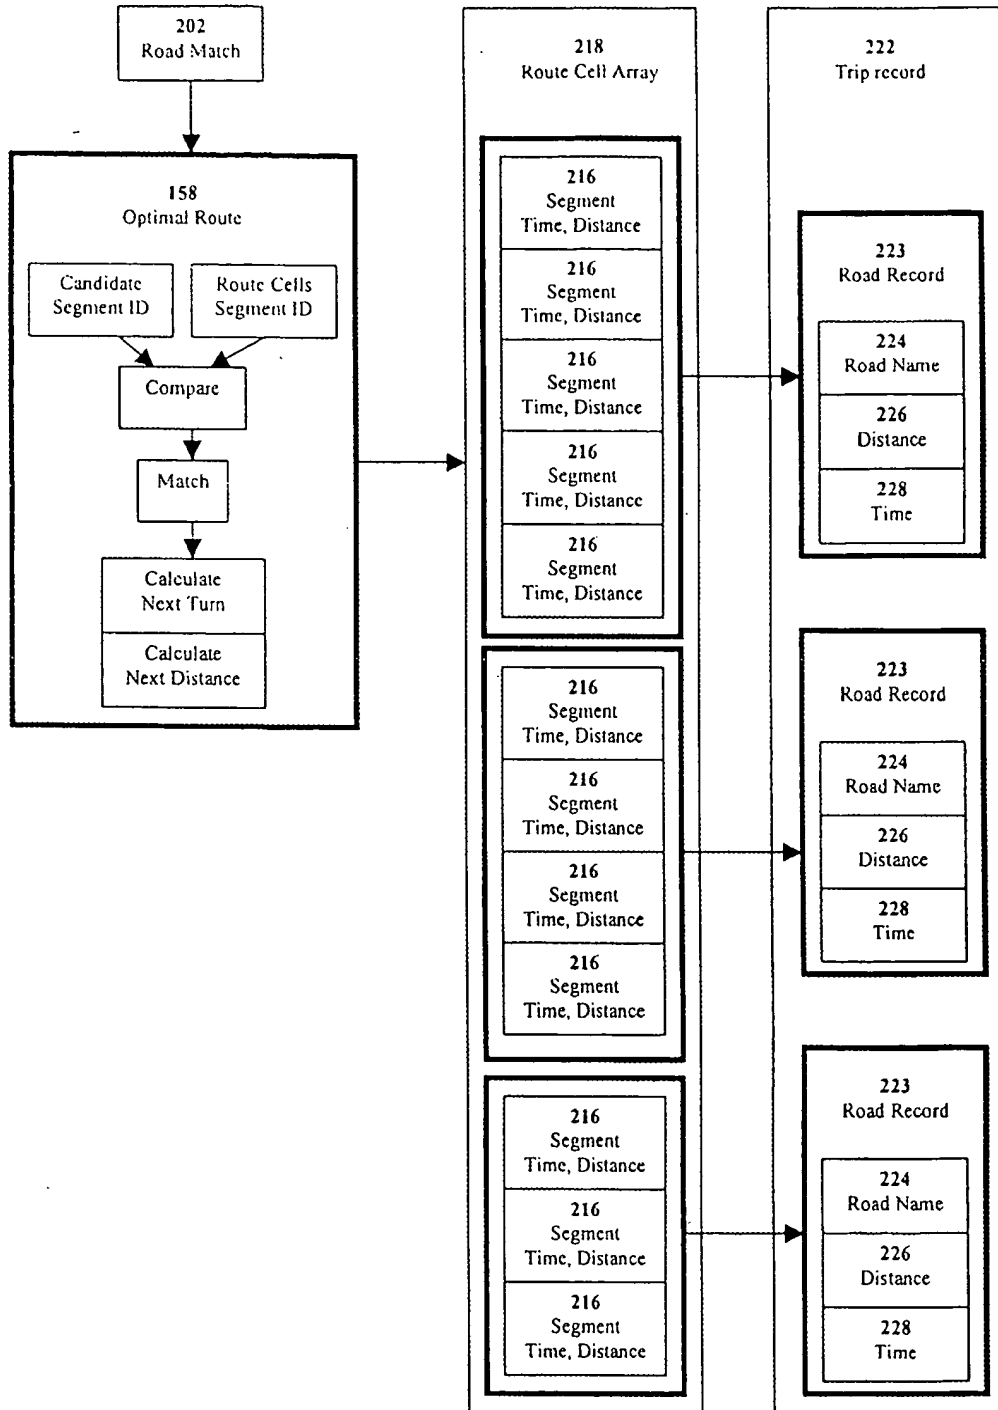 202
Road Match
158
Optimal Route
Candidate
Segment ID
Route Cells
Segment ID
Compare
Match
Calculate
Next Turn
Calculate
Next Distance
218
Route Cell Array
216
Segment
Time, Distance
216
Segment
Time, Distance
216
Segment
Time, Distance
216
Segment
Time, Distance
216
Segment
Time, Distance
216
Segment
Time, Distance
216
Segment
Time, Distance
216
Segment
Time, Distance
216
Segment
Time, Distance
216
Segment
Time, Distance
216
Segment
Time, Distance
216
Segment
Time, Distance
222
Trip record
223
Road Record
224
Road Name
226
Distance
228
Time
223
Road Record
224
Road Name
226
Distance
228
Time
223
Road Record
224
Road Name
226
Distance
228
Time